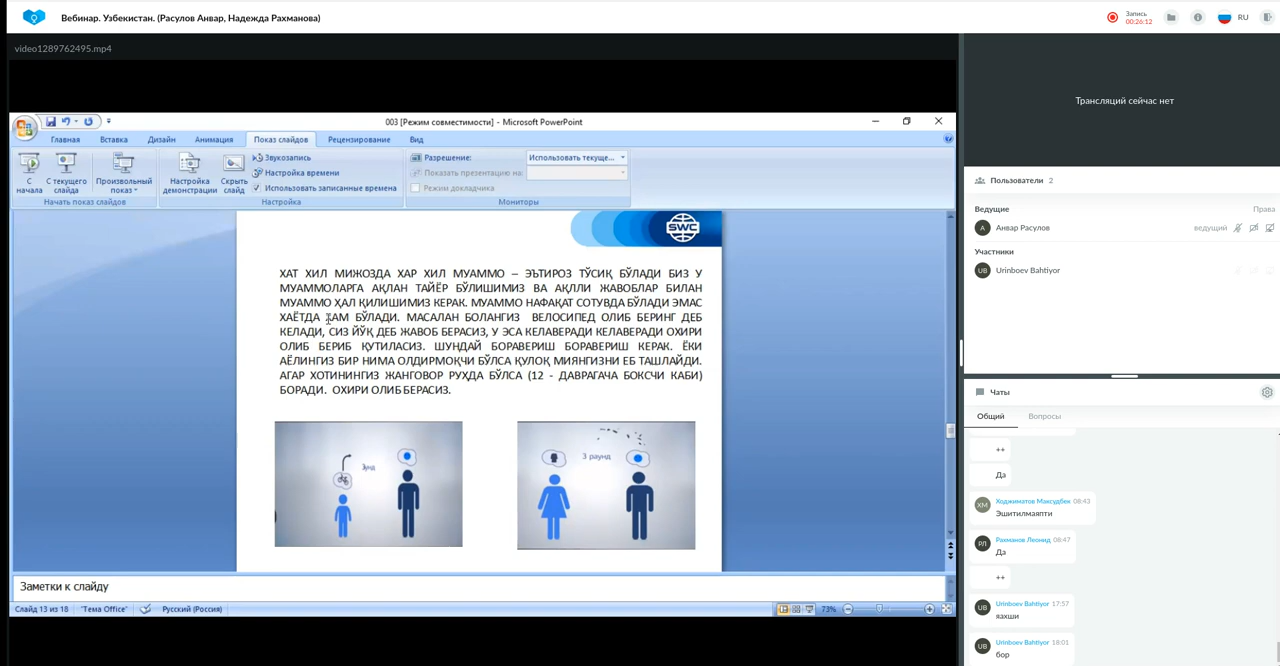 Вебинар. Узбекистан. (Расулов Анвар, Надежда Рахманова)
Запись
00:26:12
RU
video1289762495.mp4
003 [Режим совместимости] - Microsoft PowerPoint
Главная Вставка Дизайн Анимация Показ слайдов Рецензирование Вид
С начала
С текущего слайда
Произвольный показ
Начать показ слайдов
Настройка демонстрации
Скрыть слайд
Звукозапись
Настройка времени
Использовать записанные времена
Настройка
Разрешение: Использовать текуще...
Показать презентацию на:
Режим докладчика
Мониторы
SWC
ХАТ ХИЛ МИЖОЗДА ХАР ХИЛ МУАММО – ЭЪТИРОЗ ТЎСИҚ БЎЛАДИ БИЗ У
МУАММОЛАРГА АҚЛАН ТАЙЁР БЎЛИШИМИЗ ВА АҚЛЛИ ЖАВОБЛАР БИЛАН
МУАММО ҲАЛ ҚИЛИШИМИЗ КЕРАК. МУАММО НАФАҚАТ СОТУВДА БЎЛАДИ ЭМАС
ХАЁТДА ҲАМ БЎЛАДИ. МАСАЛАН БОЛАНГИЗ ВЕЛОСИПЕД ОЛИБ БЕРИНГ ДЕБ
КЕЛАДИ, СИЗ ЙЎҚ ДЕБ ЖАВОБ БЕРАСИЗ, У ЭСА КЕЛАВЕРАДИ КЕЛАВЕРАДИ ОХИРИ
ОЛИБ БЕРИБ ҚУТИЛАСИЗ. ШУНДАЙ БОРАВЕРИШ БОРАВЕРИШ КЕРАК. ЁКИ
АЁЛИНГИЗ БИР НИМА ОЛДИРМОҚЧИ БЎЛСА ҚУЛОҚ МИЯНГИЗНИ ЕБ ТАШЛАЙДИ.
АГАР ХОТИНИНГИЗ ЖАНГОВОР РУҲДА БЎЛСА (12 - ДАВРАГАЧА БОКСЧИ КАБИ)
БОРАДИ. ОХИРИ ОЛИБ БЕРАСИЗ.
3 раунд
Заметки к слайду
Слайд 13 из 18 "Тема Office" Русский (Россия) 73%
Трансляций сейчас нет
Пользователи 2
Ведущие Права
А Анвар Расулов ведущий
Участники
UB Urinboev Bahtiyor
Чаты
Общий Вопросы
++
Да
ХМ Ходжиматов Максудбек 08:43
Эшитилмаяпти
РЛ Рахманов Леонид 08:47
Да
++
UB Urinboev Bahtiyor 17:57
яахши
UB Urinboev Bahtiyor 18:01
бор